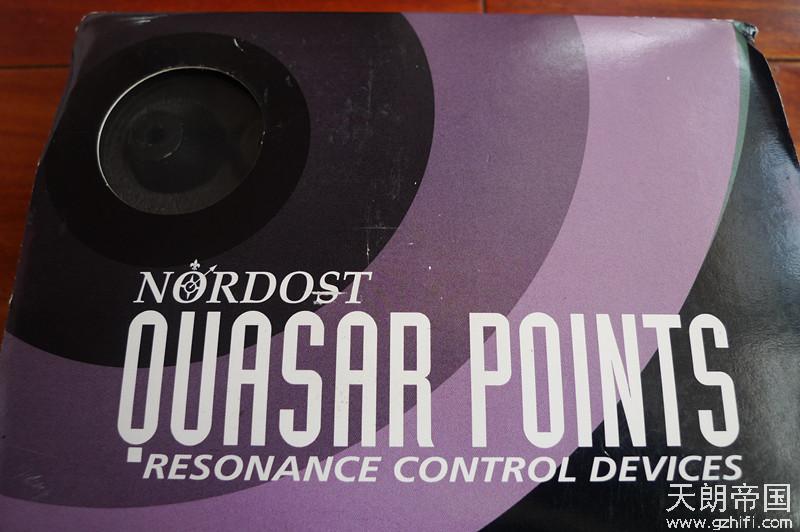 NORDOST
QUASAR POINTS
RESONANCE CONTROL DEVICES
天朗帝国
www.gzhifi.com